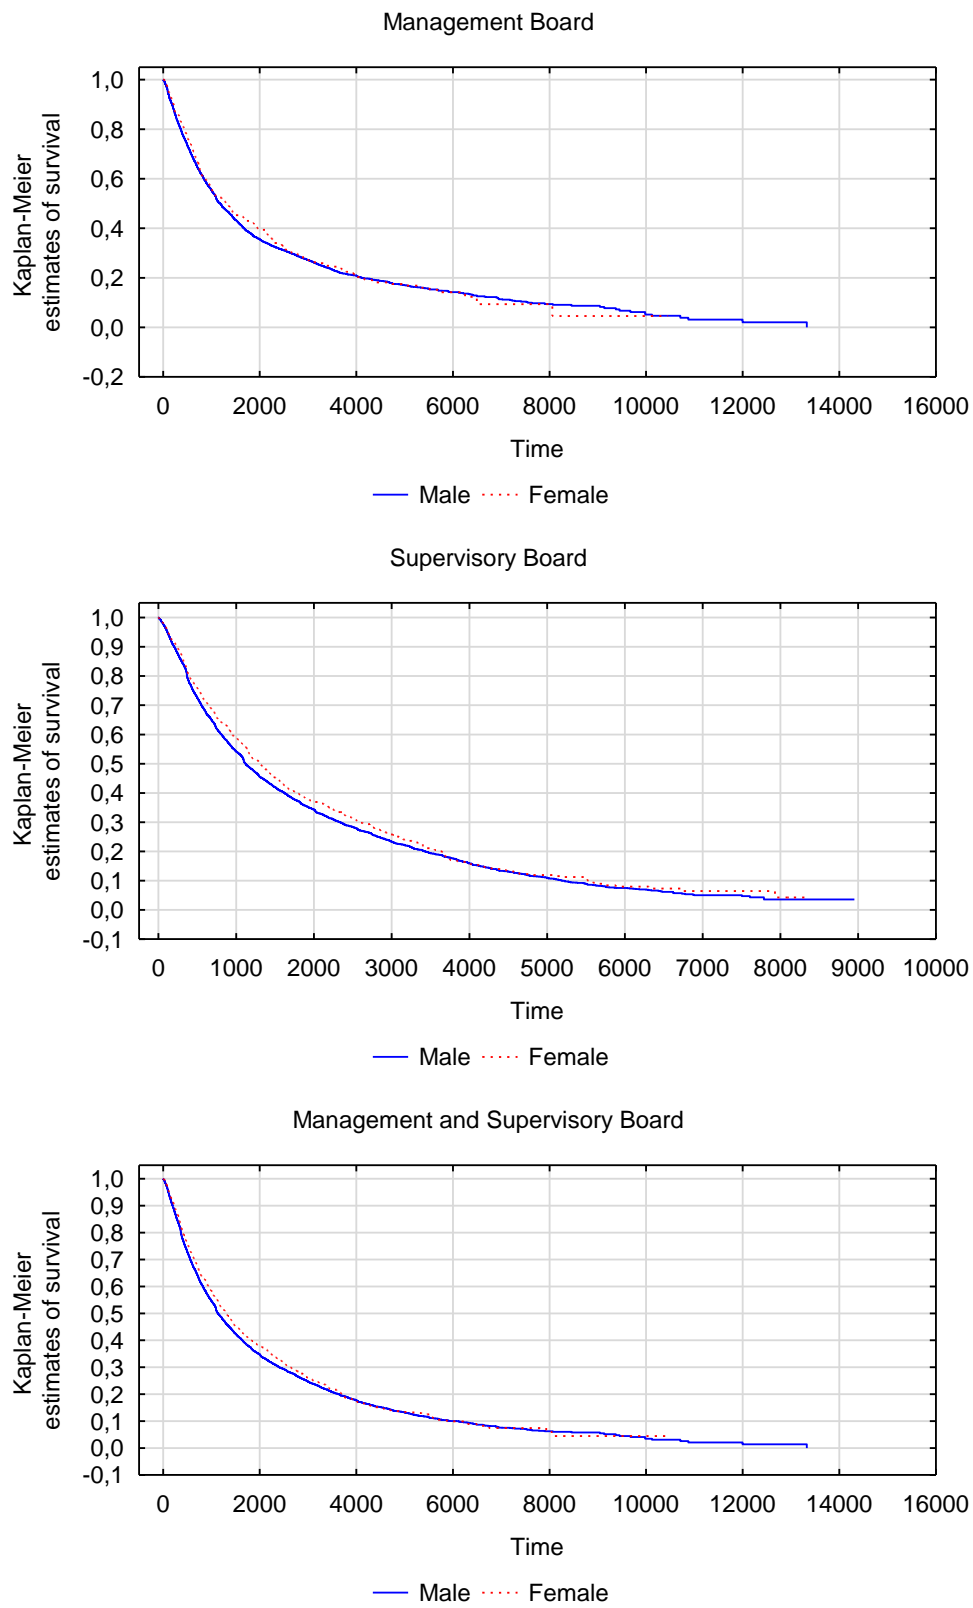 Management Board
Kaplan-Meier
estimates of survival
1,0
0,8
0,6
0,4
0,2
0,0
-0,2
0 2000 4000 6000 8000 10000 12000 14000 16000
Time
Male Female
Supervisory Board
Kaplan-Meier
estimates of survival
1,0
0,9
0,8
0,7
0,6
0,5
0,4
0,3
0,2
0,1
0,0
-0,1
0 1000 2000 3000 4000 5000 6000 7000 8000 9000 10000
Time
Male Female
Management and Supervisory Board
Kaplan-Meier
estimates of survival
1,0
0,9
0,8
0,7
0,6
0,5
0,4
0,3
0,2
0,1
0,0
-0,1
0 2000 4000 6000 8000 10000 12000 14000 16000
Time
Male Female